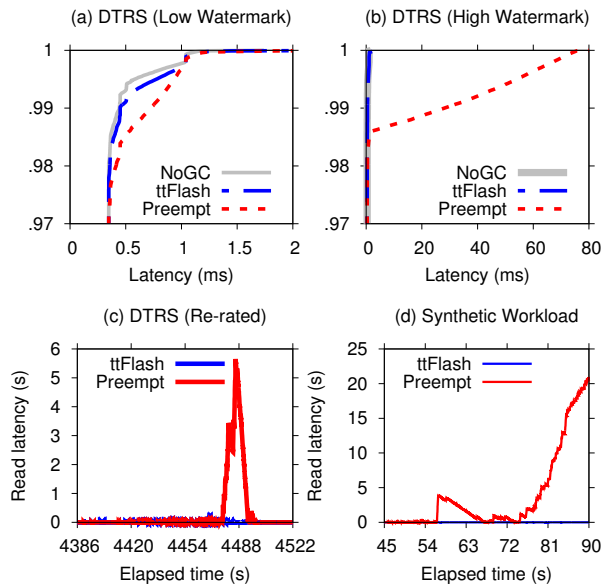 (a) DTRS (Low Watermark)
1
.99
.98
.97
NoGC
ttFlash
Preempt
0 0.5 1 1.5 2
Latency (ms)
(b) DTRS (High Watermark)
1
.99
.98
.97
NoGC
ttFlash
Preempt
0 20 40 60 80
Latency (ms)
(c) DTRS (Re-rated)
Read latency (s)
6
5
4
3
2
1
0
ttFlash
Preempt
4386 4420 4454 4488 4522
Elapsed time (s)
(d) Synthetic Workload
Read latency (s)
25
20
15
10
5
0
ttFlash
Preempt
45 54 63 72 81 90
Elapsed time (s)